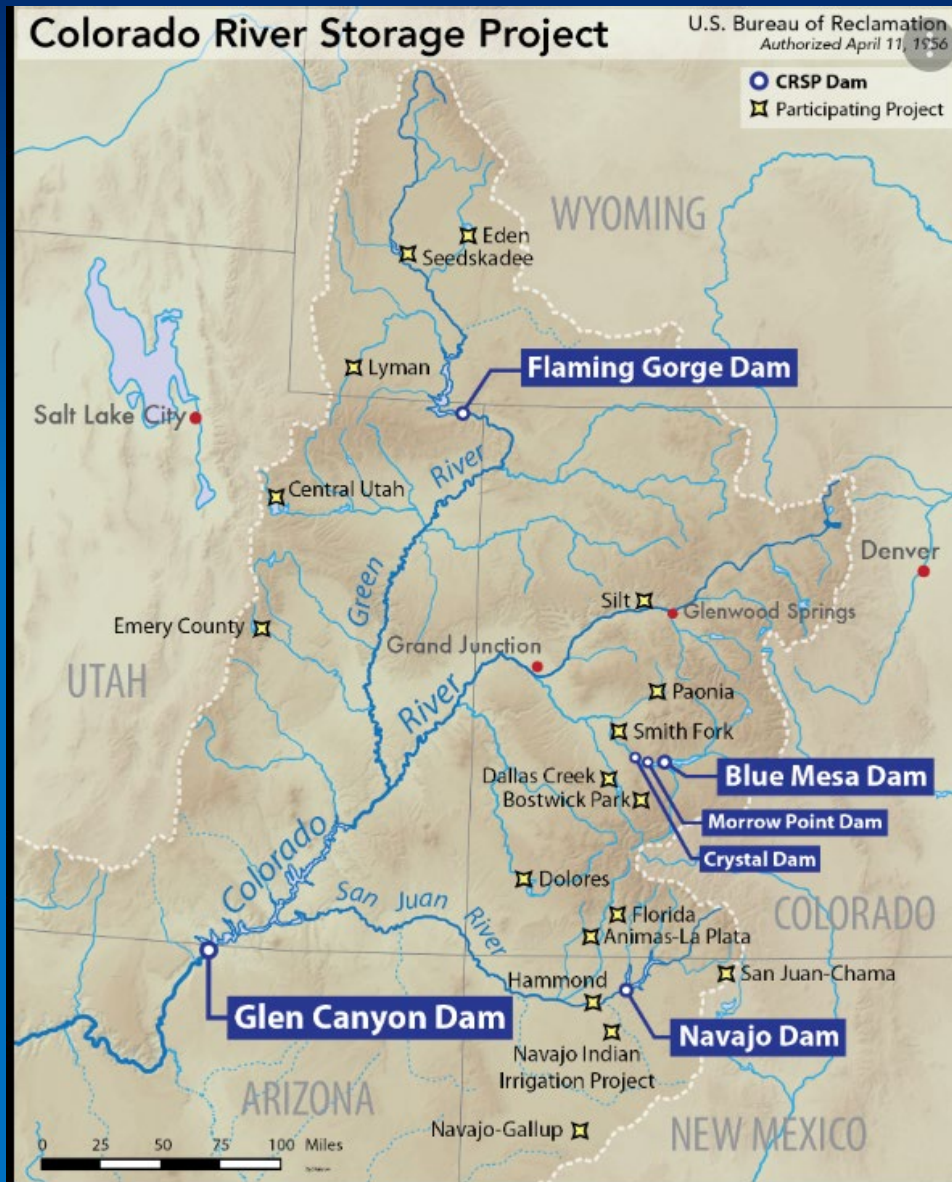 Colorado River Storage Project
U.S. Bureau of Reclamation
Authorized April 11, 1956
CRSP Dam
Participating Project
WYOMING
Eden
Seedskadee
Lyman
Flaming Gorge Dam
Salt Lake City
Green River
Central Utah
Denver
Silt
Glenwood Springs
Emery County
Grand Junction
UTAH
Paonia
Colorado River
Smith Fork
Dallas Creek
Blue Mesa Dam
Bostwick Park
Morrow Point Dam
Crystal Dam
Dolores
San Juan River
Florida
COLORADO
Animas-La Plata
San Juan-Chama
Hammond
Glen Canyon Dam
Navajo Dam
Navajo Indian
Irrigation Project
ARIZONA
Navajo-Gallup
NEW MEXICO
0 25 50 75 100 Miles